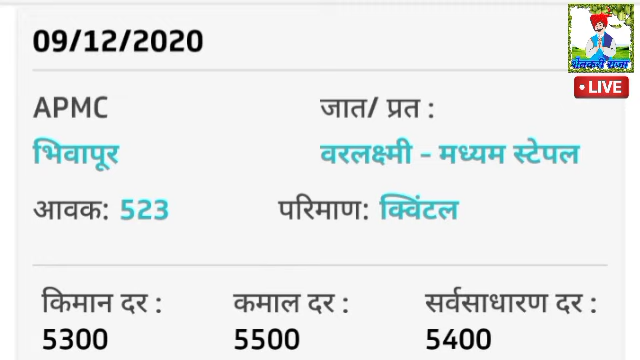 09/12/2020
शेतकरी राजा
LIVE
APMC जात/ प्रत :
भिवापूर वरलक्ष्मी - मध्यम स्टेपल
आवक: 523 परिमाण: क्विंटल
किमान दर : कमाल दर : सर्वसाधारण दर :
5300 5500 5400